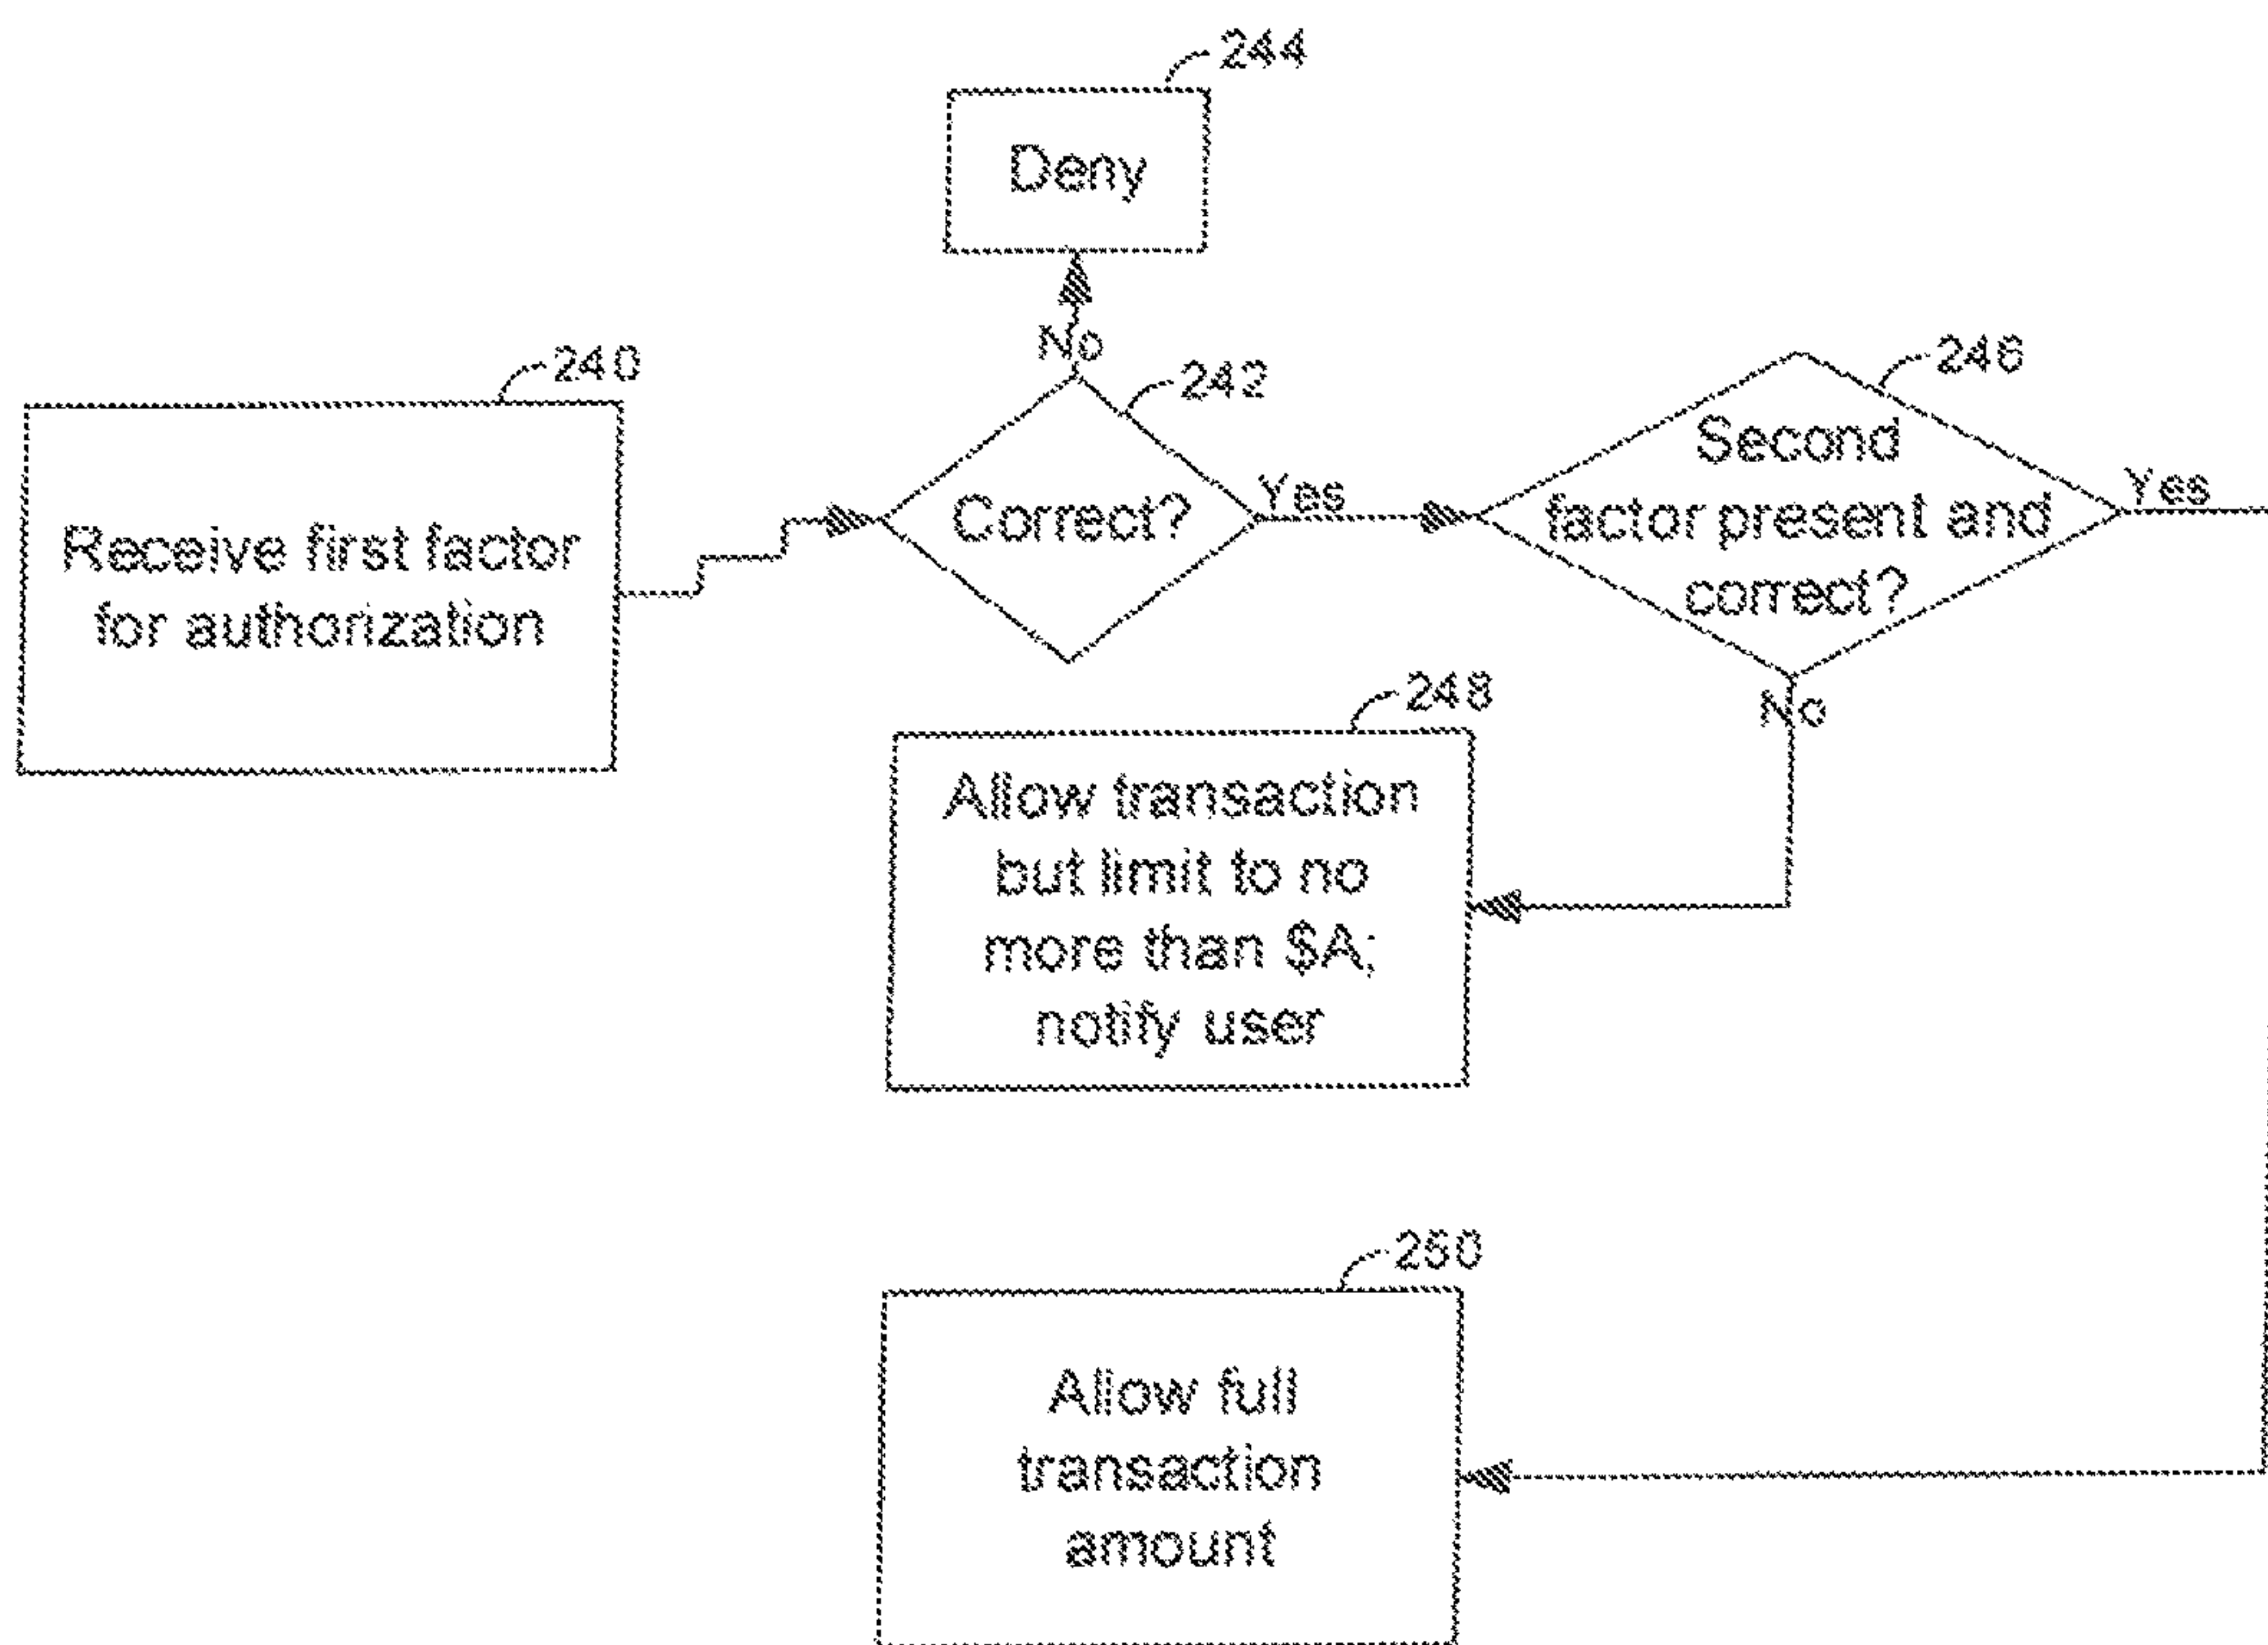 244
Deny
No
240
Receive first factor
for authorization
242
Correct?
Yes
246
Second
factor present and
correct?
Yes
No
248
Allow transaction
but limit to no
more than $A;
notify user
250
Allow full
transaction
amount